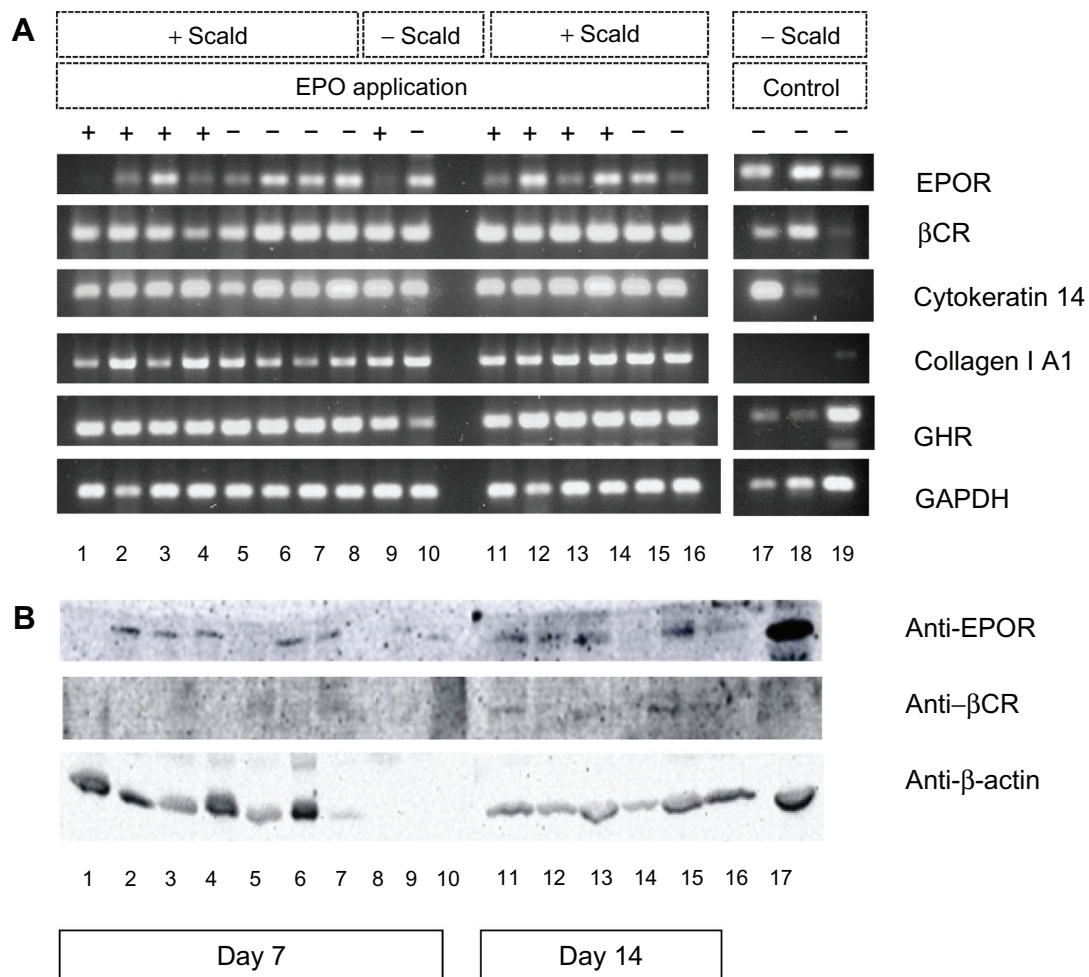 A
+ Scald – Scald + Scald – Scald
EPO application Control
+ + + + – – – – + – + + + + – – – – –
EPOR
βCR
Cytokeratin 14
Collagen I A1
GHR
GAPDH
1 2 3 4 5 6 7 8 9 10 11 12 13 14 15 16 17 18 19
B
Anti-EPOR
Anti–βCR
Anti-β-actin
1 2 3 4 5 6 7 8 9 10 11 12 13 14 15 16 17
Day 7 Day 14